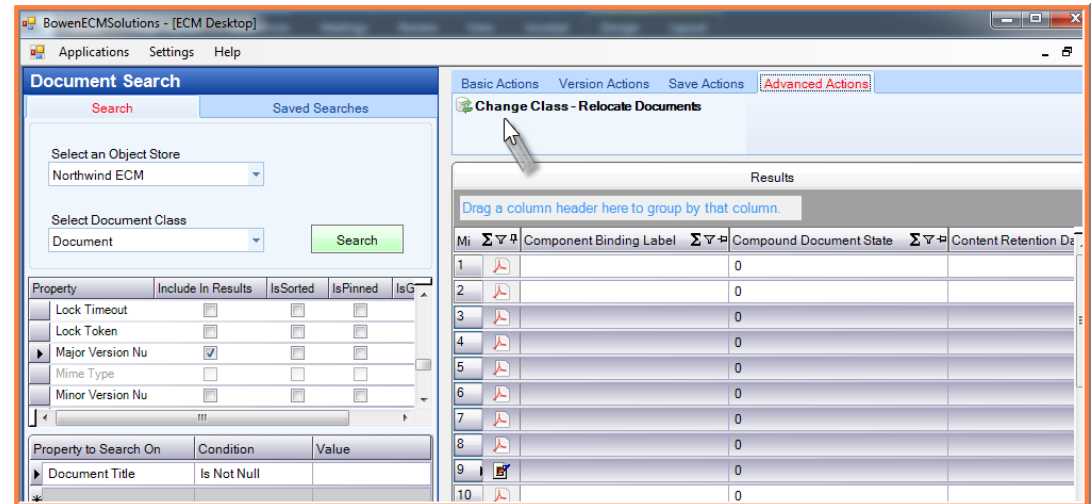 BowenECMSolutions - [ECM Desktop]
Applications Settings Help
Document Search
Search Saved Searches
Select an Object Store
Northwind ECM
Select Document Class
Document
Search
Property Include In Results IsSorted IsPinned IsG
Lock Timeout
Lock Token
Major Version Nu
Mime Type
Minor Version Nu
Property to Search On Condition Value
Document Title Is Not Null
Basic Actions Version Actions Save Actions Advanced Actions
Change Class - Relocate Documents
Results
Drag a column header here to group by that column.
Mi Σ Component Binding Label Σ Compound Document State Σ Content Retention Da
1 0
2 0
3 0
4 0
5 0
6 0
7 0
8 0
9 0
10 0